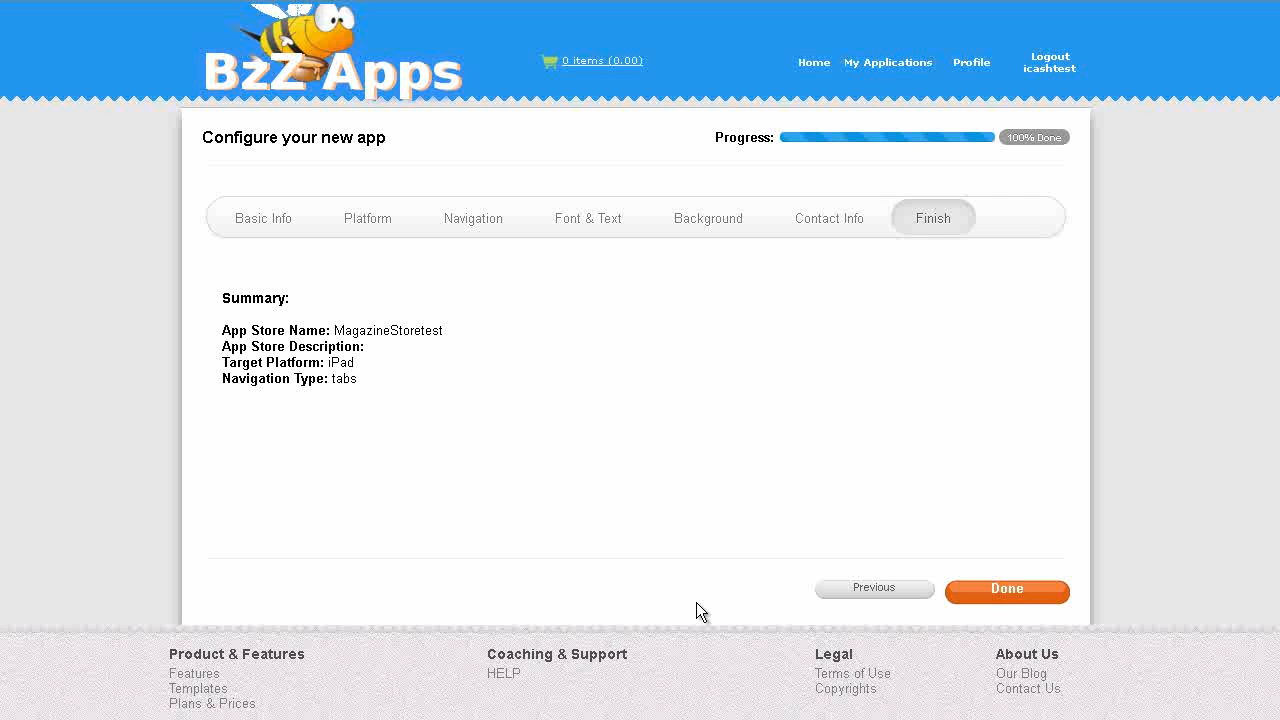 BzZ Apps
0 items (0.00)
Home My Applications Profile Logout
icashtest
Configure your new app
Progress: 100% Done
Basic Info Platform Navigation Font & Text Background Contact Info Finish
Summary:
App Store Name: MagazineStoretest
App Store Description:
Target Platform: iPad
Navigation Type: tabs
Previous Done
Product & Features Coaching & Support Legal About Us
Features HELP Terms of Use Our Blog
Templates Copyrights Contact Us
Plans & Prices